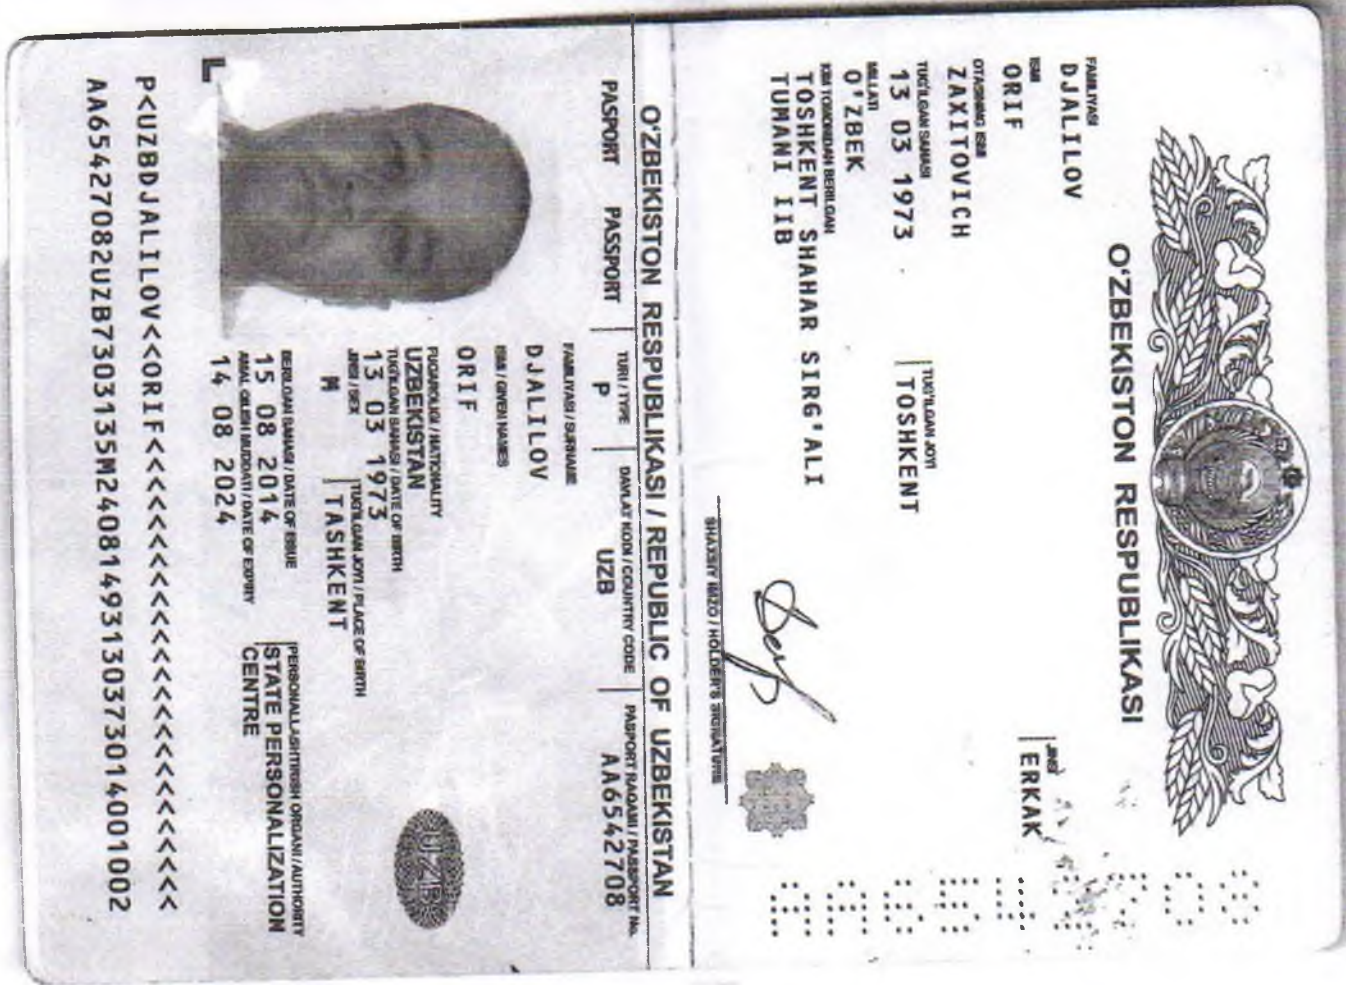 O'ZBEKISTON RESPUBLIKASI
FAMILIYASI
DJALILOV
ISMI
ORIF
JINSI
ERKAK
OTASINING ISMI
ZAXITOVICH
TUG'ILGAN SANASI
13 03 1973
TUG'ILGAN JOYI
TOSHKENT
MILLATI
O'ZBEK
KIM TOMONIDAN BERILGAN
TOSHKENT SHAHAR SIRG'ALI
TUMANI IIB
SHAXSIY IMZO / HOLDER'S SIGNATURE
O'ZBEKISTON RESPUBLIKASI / REPUBLIC OF UZBEKISTAN
PASPORT PASSPORT
TURI / TYPE
P
DAVLAT KODI / COUNTRY CODE
UZB
PASPORT RAQAMI / PASSPORT No.
AA6542708
FAMILIYASI / SURNAME
DJALILOV
ISMI / GIVEN NAMES
ORIF
FUQAROLIGI / NATIONALITY
UZBEKISTAN
TUG'ILGAN SANASI / DATE OF BIRTH
13 03 1973
JINSI / SEX
M
TUG'ILGAN JOYI / PLACE OF BIRTH
TASHKENT
BERILGAN SANASI / DATE OF ISSUE
15 08 2014
AMAL QILISH MUDDATI / DATE OF EXPIRY
14 08 2024
PERSONALLASHTIRISH ORGANI / AUTHORITY
STATE PERSONALIZATION
CENTRE
UZB
P<UZBDJALILOV<<ORIF<<<<<<<<<<<<<<<<<<<<<<<<<
AA65427082UZB7303135M24081493130373014001002